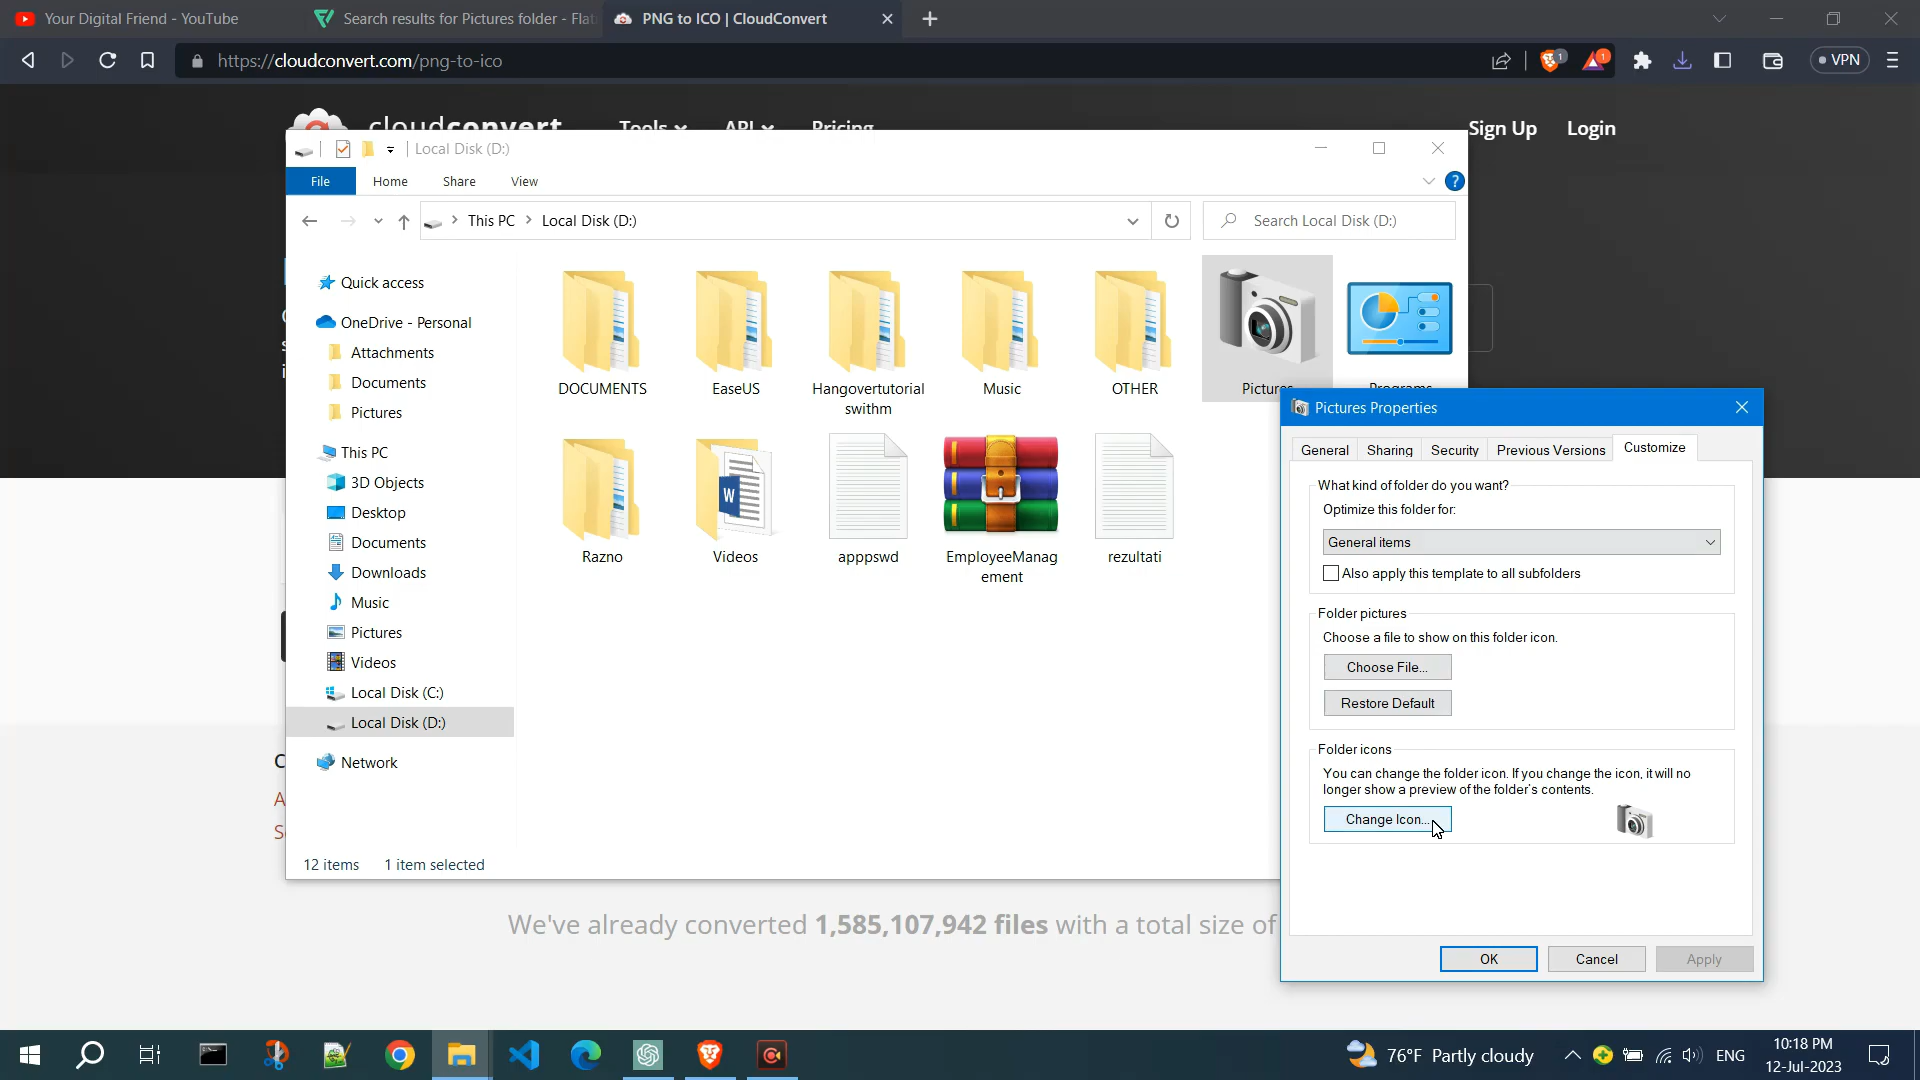 Your Digital Friend - YouTube
Search results for Pictures folder - Flat
PNG to ICO | CloudConvert
https://cloudconvert.com/png-to-ico
1
1
VPN
cloudconvert
Tools
API
Pricing
Sign Up
Login
Local Disk (D:)
File
Home
Share
View
This PC
Local Disk (D:)
Search Local Disk (D:)
Quick access
OneDrive - Personal
Attachments
Documents
Pictures
This PC
3D Objects
Desktop
Documents
Downloads
Music
Pictures
Videos
Local Disk (C:)
Local Disk (D:)
Network
DOCUMENTS
EaseUS
Hangovertutorial
swithm
Music
OTHER
Pictures
Programs
Razno
W
Videos
apppswd
EmployeeManag
ement
rezultati
12 items
1 item selected
Pictures Properties
General
Sharing
Security
Previous Versions
Customize
What kind of folder do you want?
Optimize this folder for:
General items
Also apply this template to all subfolders
Folder pictures
Choose a file to show on this folder icon.
Choose File...
Restore Default
Folder icons
You can change the folder icon. If you change the icon, it will no
longer show a preview of the folder's contents.
Change Icon...
OK
Cancel
Apply
We've already converted 1,585,107,942 files with a total size of
76°F Partly cloudy
ENG
10:18 PM
12-Jul-2023